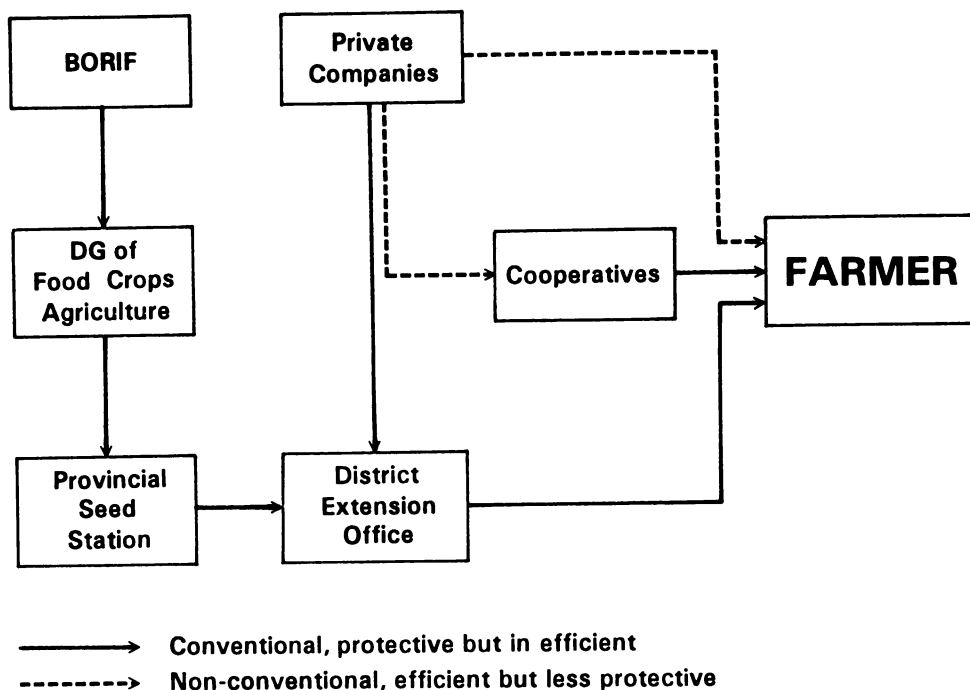 BORIF
Private
Companies
DG of
Food Crops
Agriculture
Cooperatives
FARMER
Provincial
Seed
Station
District
Extension
Office
Conventional, protective but in efficient
Non-conventional, efficient but less protective